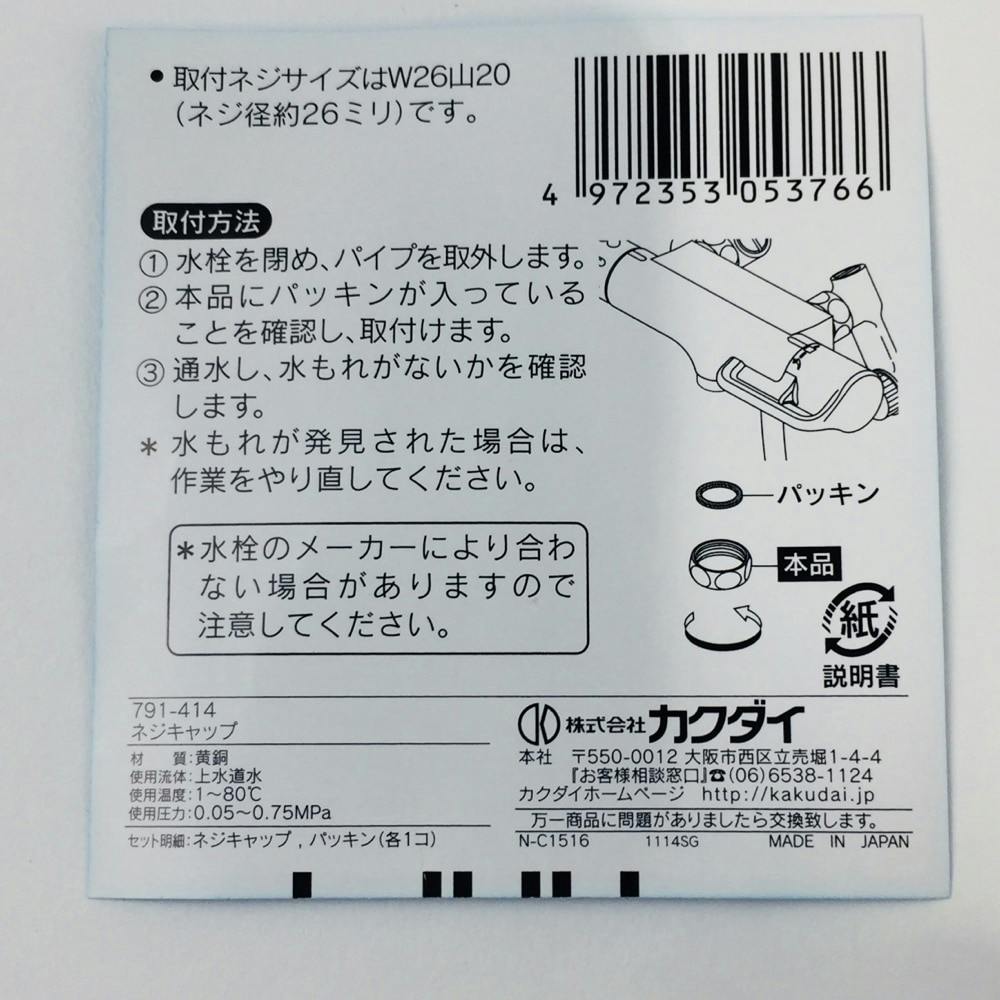 • 取付ネジサイズはW26山20
(ネジ径約26ミリ)です。
4 972353 053766
取付方法
① 水栓を閉め、パイプを取外します。
② 本品にパッキンが入っている
ことを確認し、取付けます。
③ 通水し、水もれがないかを確認
します。
* 水もれが発見された場合は、
作業をやり直してください。
パッキン
本品
*水栓のメーカーにより合わ
ない場合がありますので
注意してください。
紙
説明書
791-414
ネジキャップ
材 質:黄銅
使用流体:上水道水
使用温度:1〜80℃
使用圧力:0.05〜0.75MPa
セット明細:ネジキャップ , パッキン(各1コ)
株式会社 カクダイ
本社 〒550-0012 大阪市西区立売堀1-4-4
『お客様相談窓口』☎(06)6538-1124
カクダイホームページ http://kakudai.jp/
万一商品に問題がありましたら交換致します。
N-C1516 1114SG MADE IN JAPAN